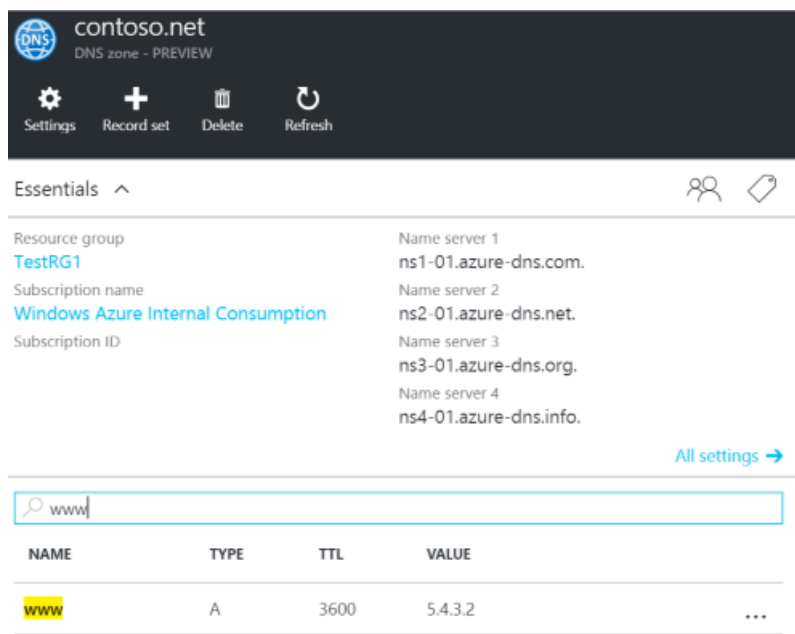 DNS
contoso.net
DNS zone - PREVIEW
Settings Record set Delete Refresh
Essentials
Resource group
TestRG1
Subscription name
Windows Azure Internal Consumption
Subscription ID
Name server 1
ns1-01.azure-dns.com.
Name server 2
ns2-01.azure-dns.net.
Name server 3
ns3-01.azure-dns.org.
Name server 4
ns4-01.azure-dns.info.
All settings →
www
NAME TYPE TTL VALUE
www A 3600 5.4.3.2 ...